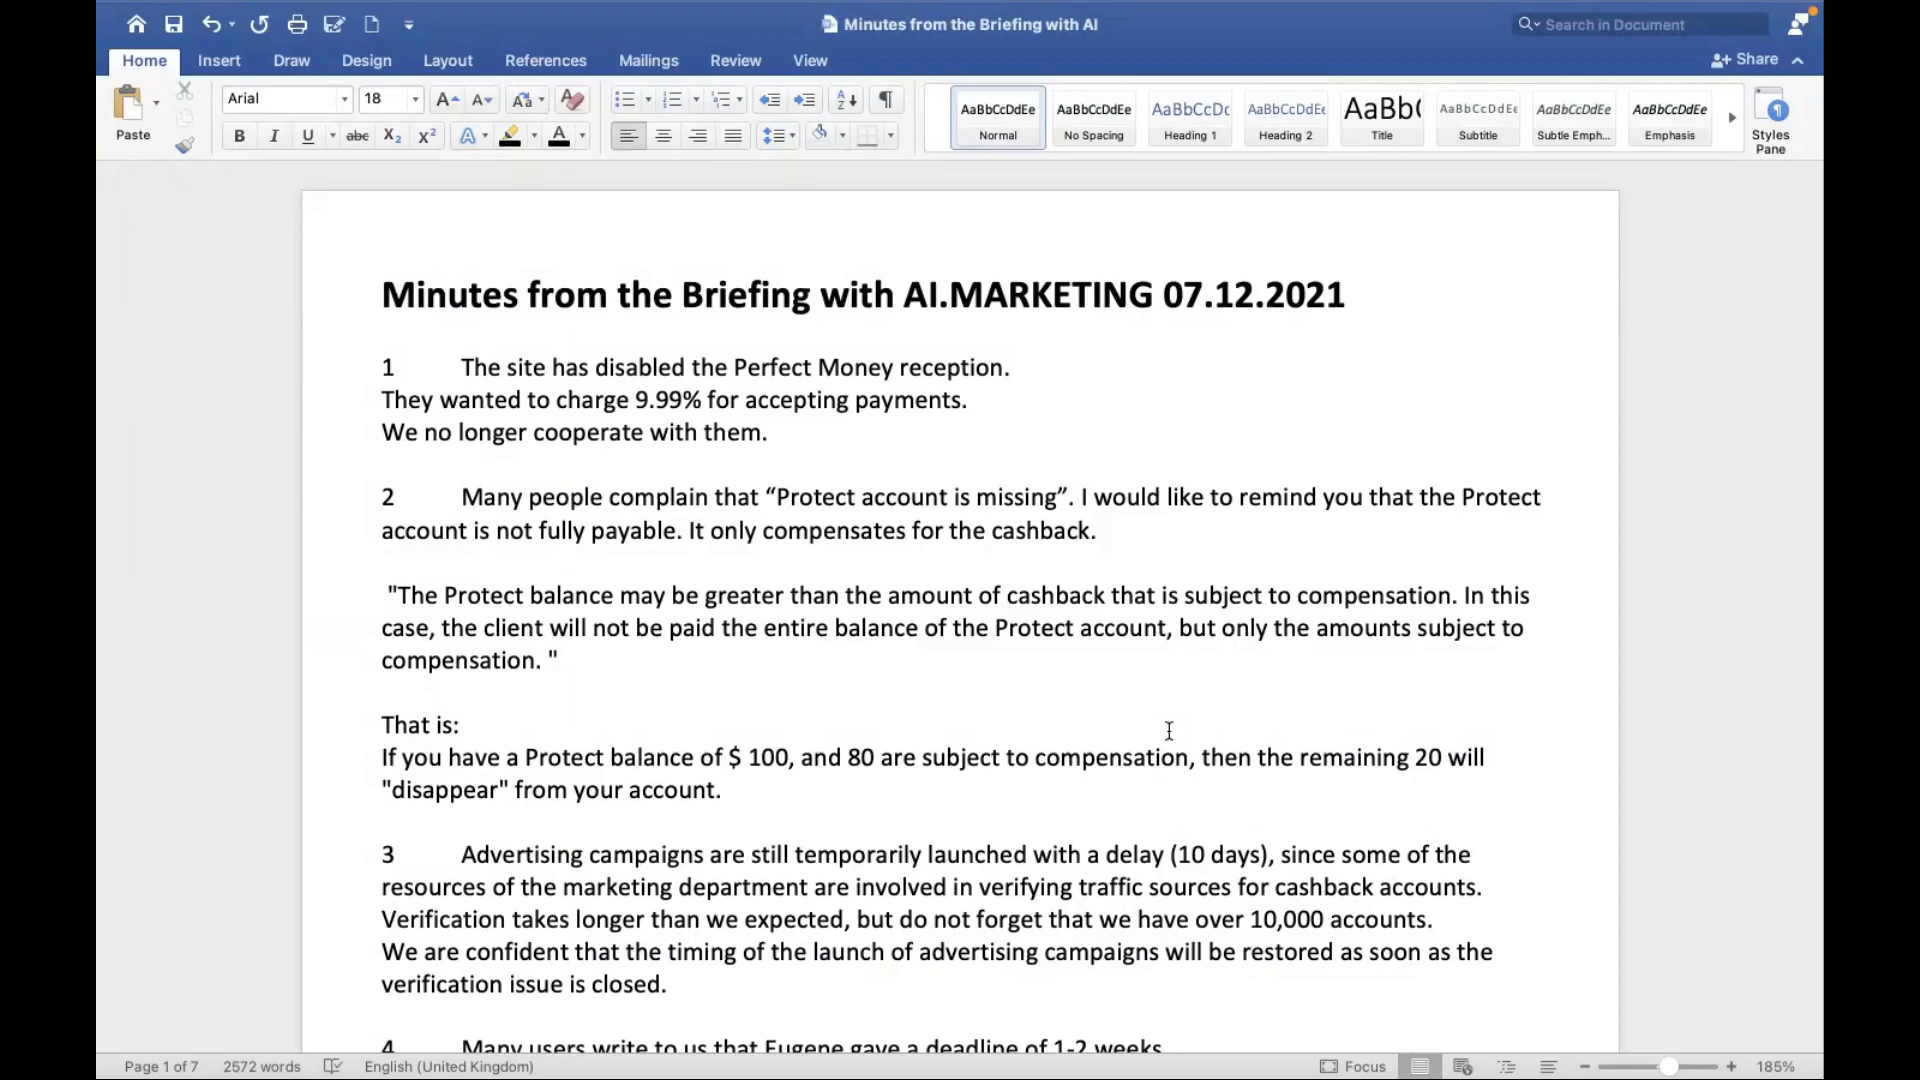 Minutes from the Briefing with AI
Search in Document
Home Insert Draw Design Layout References Mailings Review View Share
Paste
Arial 18
AaBbCcDdEe AaBbCcDdEe AaBbCcDc AaBbCcDdEe AaBb( AaBbCcDdEe AaBbCcDdEe AaBbCcDdEe
Normal No Spacing Heading 1 Heading 2 Title Subtitle Subtle Emph... Emphasis
Styles
Pane
Minutes from the Briefing with AI.MARKETING 07.12.2021
1 The site has disabled the Perfect Money reception.
They wanted to charge 9.99% for accepting payments.
We no longer cooperate with them.
2 Many people complain that “Protect account is missing”. I would like to remind you that the Protect
account is not fully payable. It only compensates for the cashback.
"The Protect balance may be greater than the amount of cashback that is subject to compensation. In this
case, the client will not be paid the entire balance of the Protect account, but only the amounts subject to
compensation. "
That is:
If you have a Protect balance of $ 100, and 80 are subject to compensation, then the remaining 20 will
"disappear" from your account.
3 Advertising campaigns are still temporarily launched with a delay (10 days), since some of the
resources of the marketing department are involved in verifying traffic sources for cashback accounts.
Verification takes longer than we expected, but do not forget that we have over 10,000 accounts.
We are confident that the timing of the launch of advertising campaigns will be restored as soon as the
verification issue is closed.
4 Many users write to us that Eugene gave a deadline of 1-2 weeks
Page 1 of 7 2572 words English (United Kingdom) Focus 185%